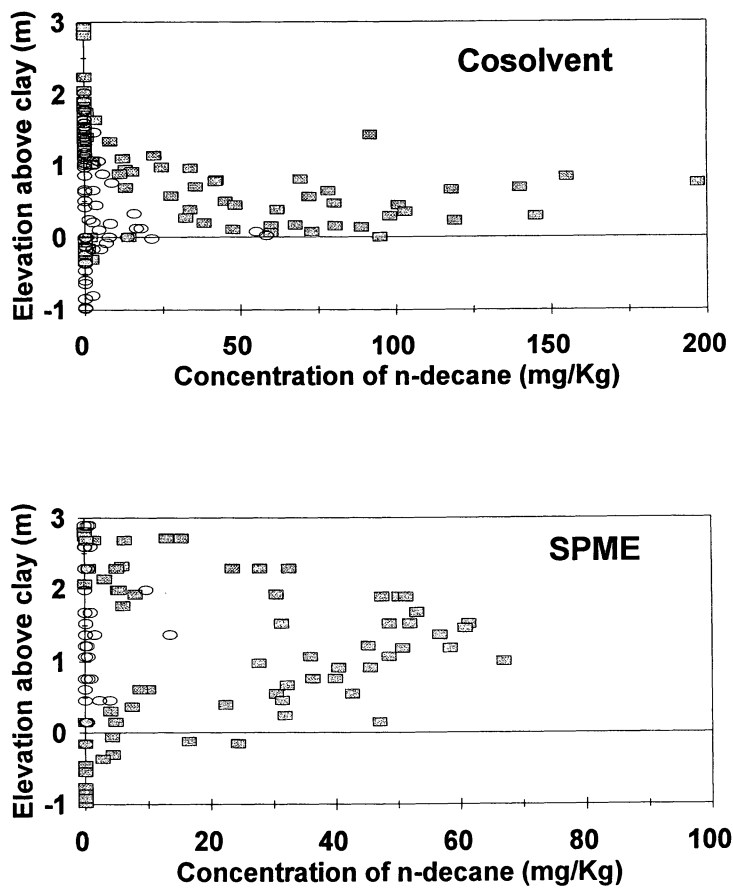 Cosolvent
Elevation above clay (m)
3
2
1
0
-1
0 50 100 150 200
Concentration of n-decane (mg/Kg)
SPME
Elevation above clay (m)
3
2
1
0
-1
0 20 40 60 80 100
Concentration of n-decane (mg/Kg)